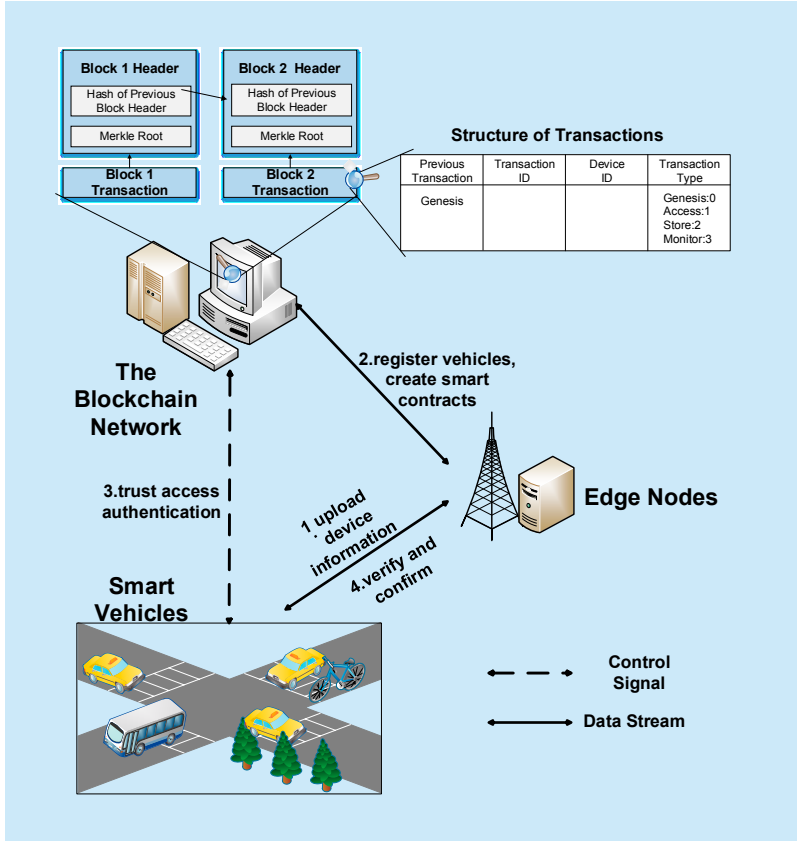 Block 1 Header
Hash of Previous
Block Header
Merkle Root
Block 1
Transaction
Block 2 Header
Hash of Previous
Block Header
Merkle Root
Block 2
Transaction
Structure of Transactions
Previous
Transaction
Transaction
ID
Device
ID
Transaction
Type
Genesis
Genesis:0
Access:1
Store:2
Monitor:3
The
Blockchain
Network
2.register vehicles,
create smart
contracts
3.trust access
authentication
1.upload
device
information
4.verify and
confirm
Edge Nodes
Smart
Vehicles
Control
Signal
Data Stream